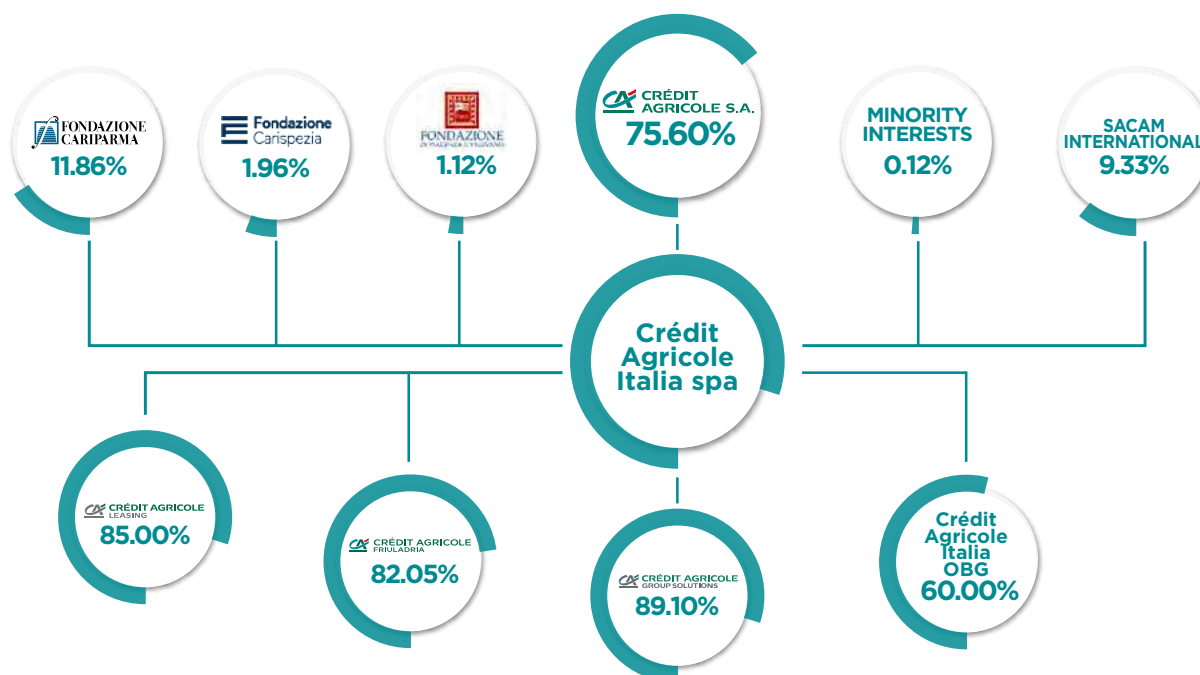 FONDAZIONE
CARIPARMA
11.86%
Fondazione
Carispezia
1.96%
FONDAZIONE
1.12%
CRÉDIT
AGRICOLE S.A.
75.60%
MINORITY
INTERESTS
0.12%
SACAM
INTERNATIONAL
9.33%
Crédit
Agricole
Italia spa
CRÉDIT AGRICOLE
LEASING
85.00%
CRÉDIT AGRICOLE
FRIULADRIA
82.05%
CRÉDIT AGRICOLE
GROUP SOLUTIONS
89.10%
Crédit
Agricole
Italia
OBG
60.00%